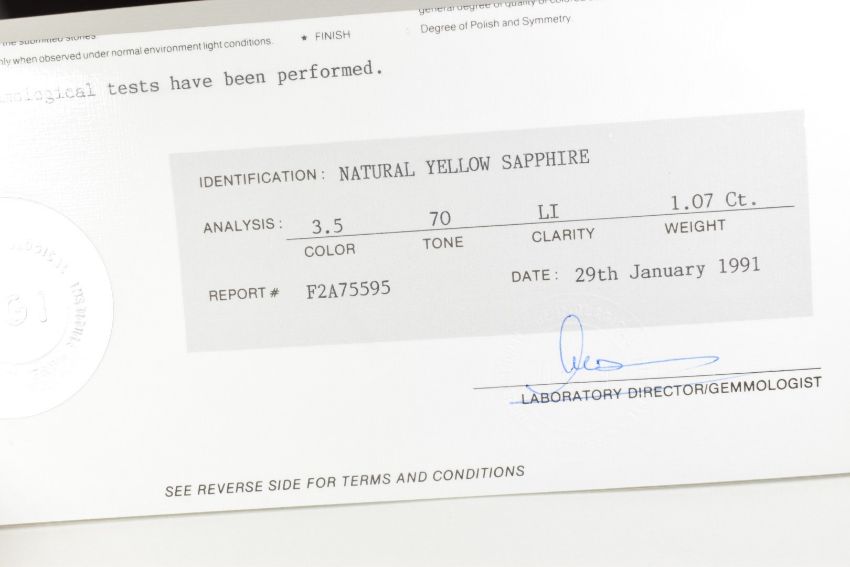 the submitted stones
only when observed under normal environment light conditions.
★ FINISH
general degree of quality of
Degree of Polish and Symmetry
tests have been performed.
IDENTIFICATION: NATURAL YELLOW SAPPHIRE
ANALYSIS: 3.5 70 LI 1.07 Ct.
COLOR TONE CLARITY WEIGHT
REPORT # F2A75595 DATE: 29th January 1991
LABORATORY DIRECTOR/GEMMOLOGIST
SEE REVERSE SIDE FOR TERMS AND CONDITIONS